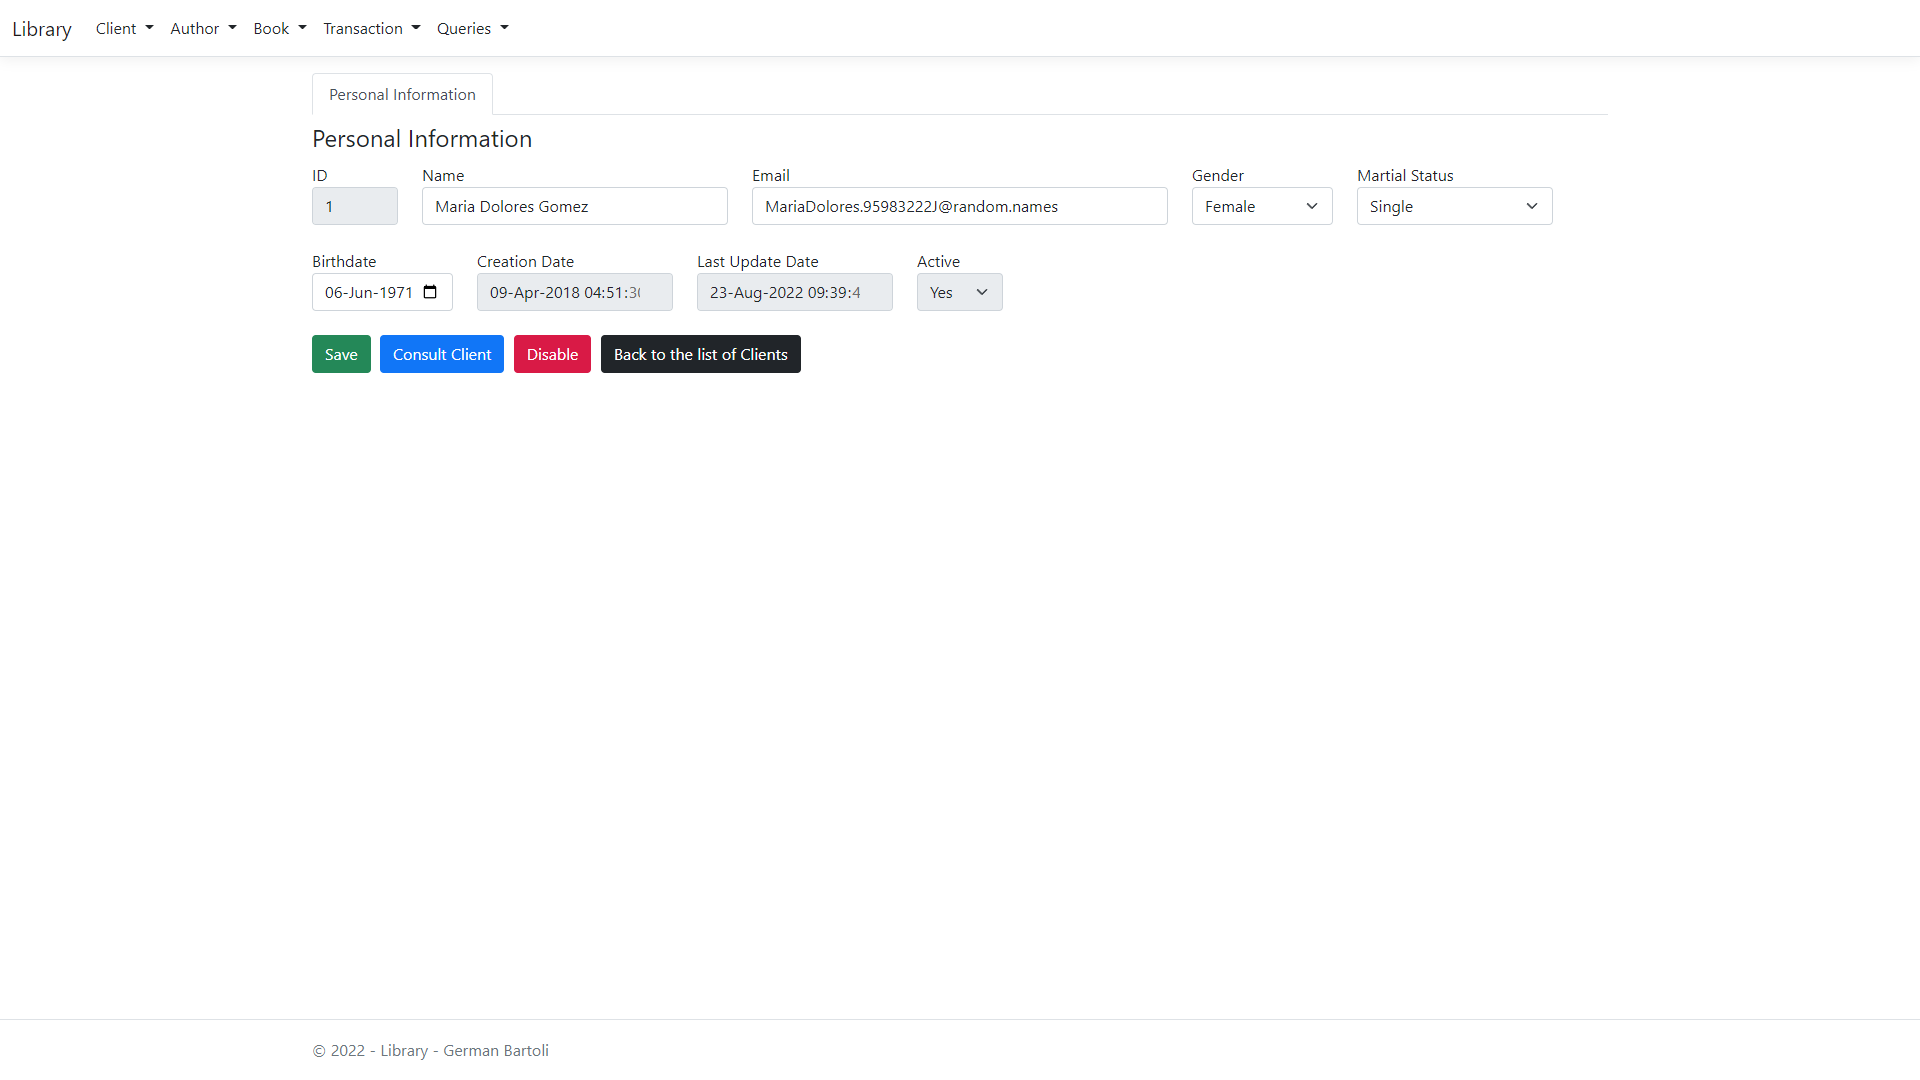 Library Client Author Book Transaction Queries
Personal Information
Personal Information
ID Name Email Gender Martial Status
1 Maria Dolores Gomez MariaDolores.95983222J@random.names Female Single
Birthdate Creation Date Last Update Date Active
06-Jun-1971 09-Apr-2018 04:51:30 23-Aug-2022 09:39:4 Yes
Save Consult Client Disable Back to the list of Clients
© 2022 - Library - German Bartoli